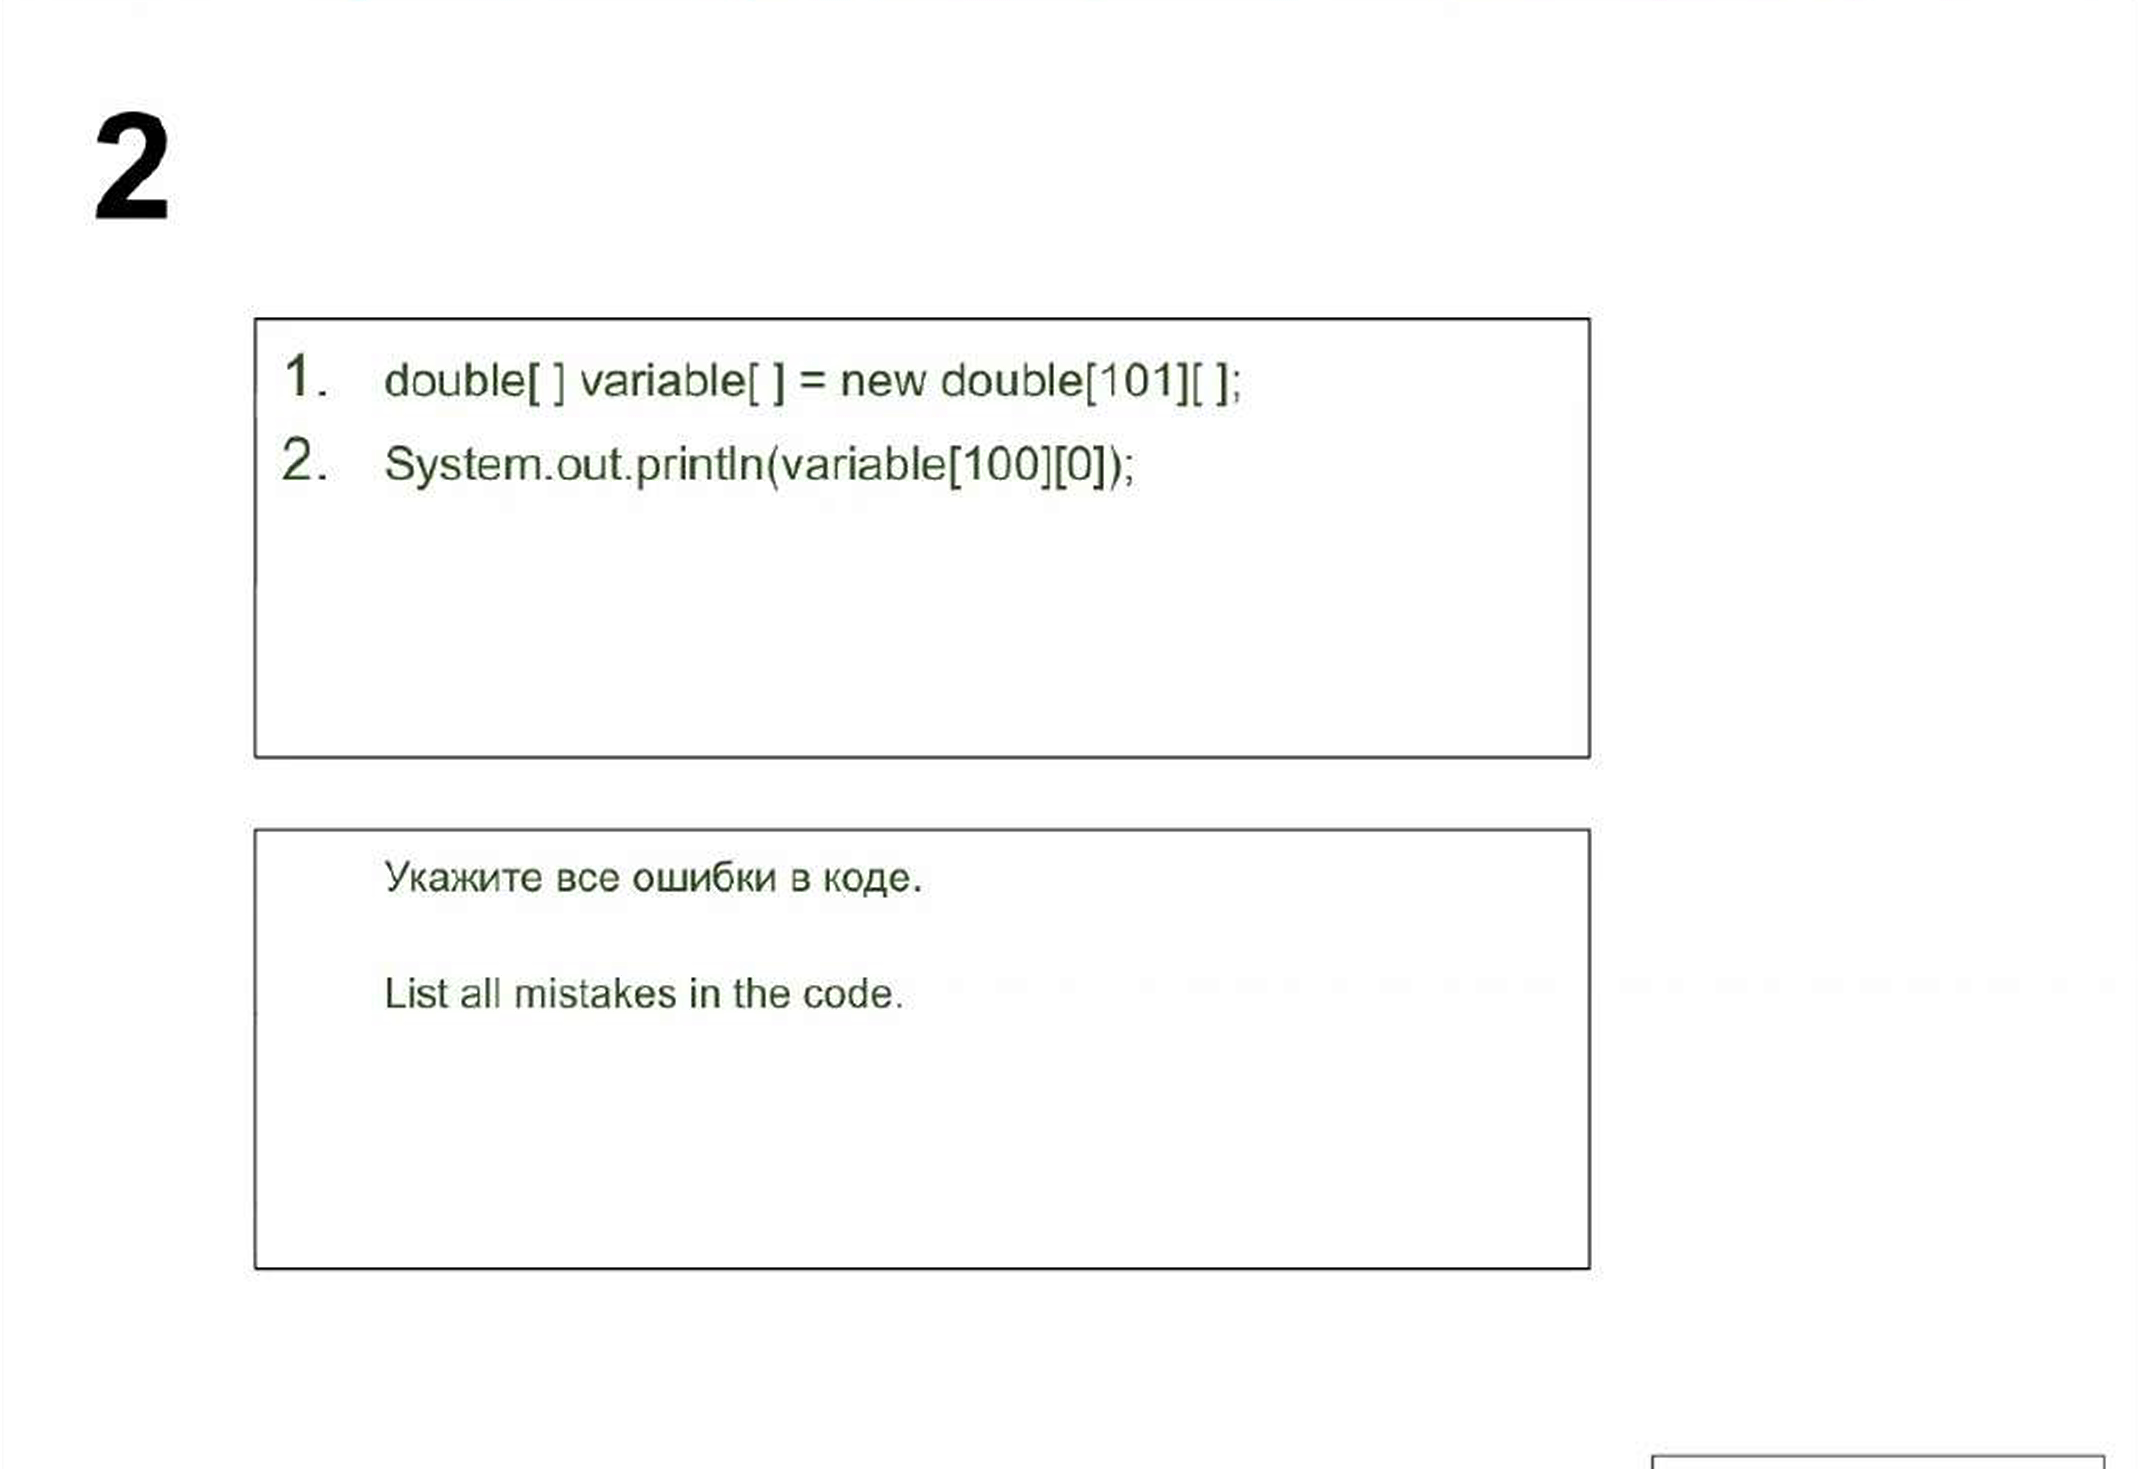 2
1. double[ ] variable[ ] = new double[101][ ];
2. System.out.println(variable[100][0]);
Укажите все ошибки в коде.
List all mistakes in the code.